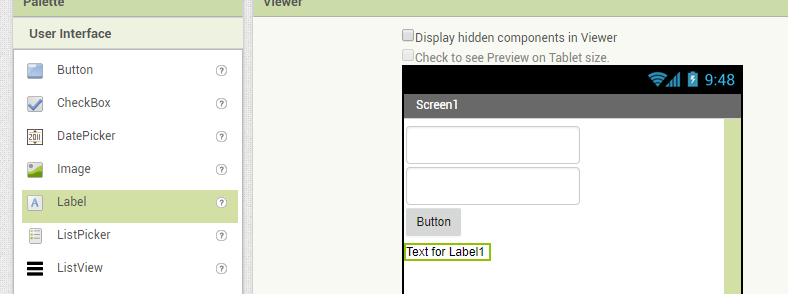 Palette
Viewer
User Interface
Display hidden components in Viewer
Check to see Preview on Tablet size.
Button
CheckBox
DatePicker
2011
Image
Label
A
ListPicker
ListView
9:48
Screen1
Button
Text for Label1